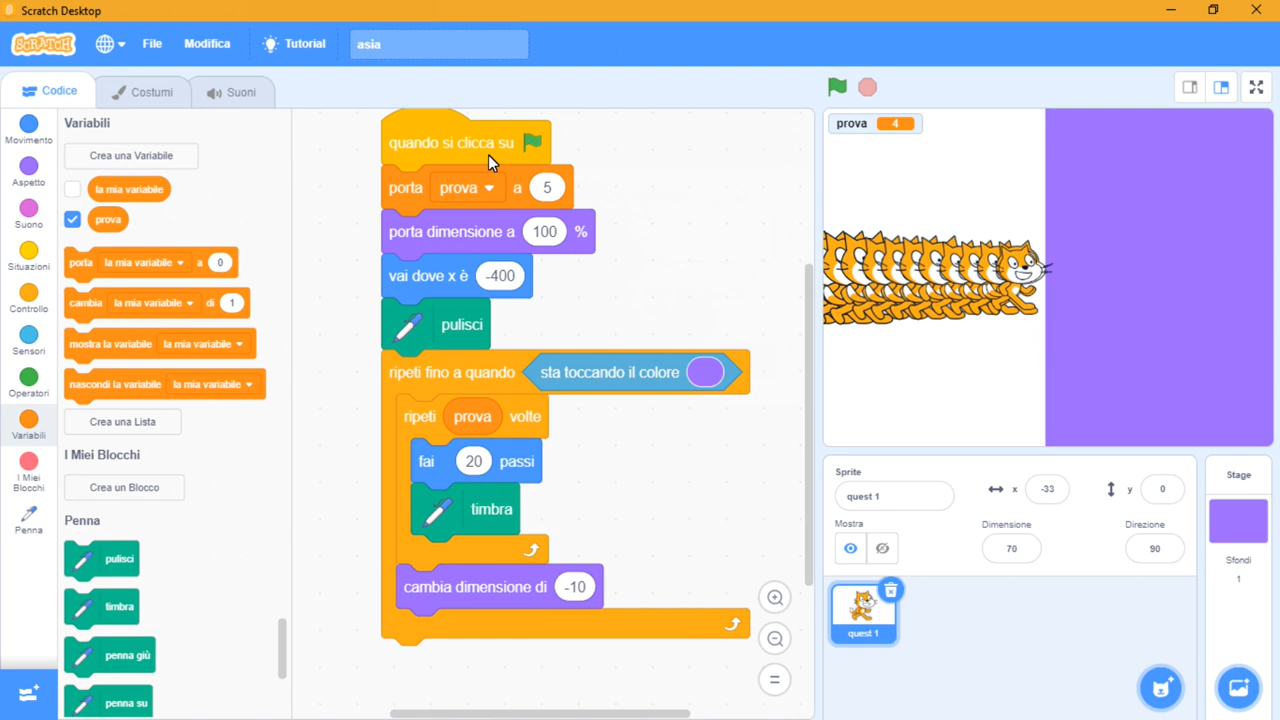 Scratch Desktop
SCRATCH File Modifica Tutorial asia
Codice Costumi Suoni
Movimento
Aspetto
Suono
Situazioni
Controllo
Sensori
Operatori
Variabili
I Miei
Blocchi
Penna
Variabili
Crea una Variabile
la mia variabile
prova
porta la mia variabile a 0
cambia la mia variabile di 1
mostra la variabile la mia variabile
nascondi la variabile la mia variabile
Crea una Lista
I Miei Blocchi
Crea un Blocco
Penna
pulisci
timbra
penna giù
penna su
quando si clicca su
porta prova a 5
porta dimensione a 100 %
vai dove x è -400
pulisci
ripeti fino a quando sta toccando il colore
ripeti prova volte
fai 20 passi
timbra
cambia dimensione di -10
prova 4
Sprite
quest 1 x -33 y 0
Mostra Dimensione Direzione
70 90
quest 1
Stage
Sfondi
1